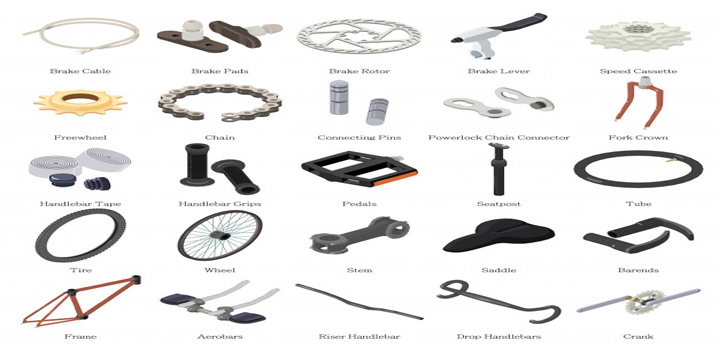 Brake Cable
Brake Pads
Brake Rotor
Brake Lever
Speed Cassette
Freewheel
Chain
Connecting Pins
Powerlock Chain Connector
Fork Crown
Handlebar Tape
Handlebar Grips
Pedals
Seatpost
Tube
Tire
Wheel
Stem
Saddle
Barends
Frame
Aerobars
Riser Handlebar
Drop Handlebars
Crank